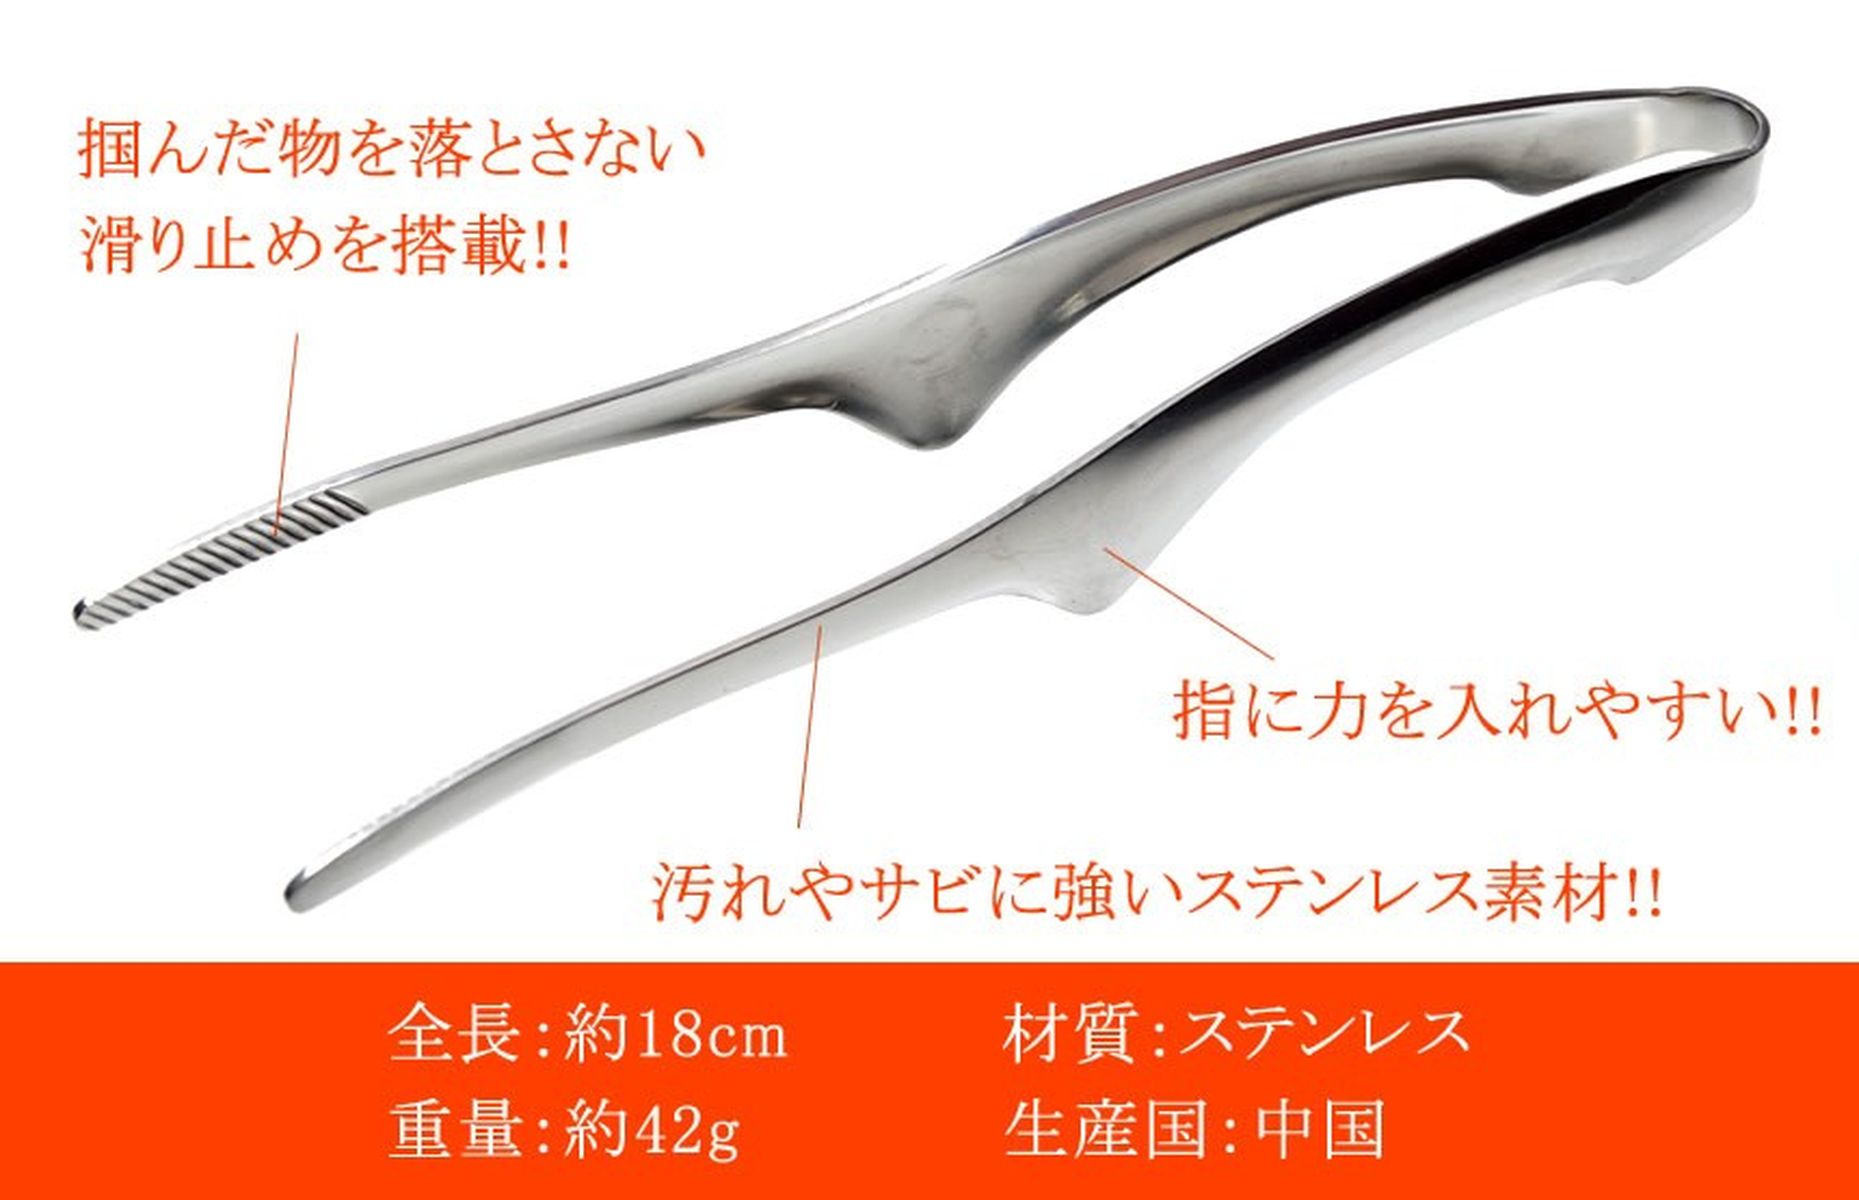 掴んだ物を落とさない
滑り止めを搭載!!
指に力を入れやすい!!
汚れやサビに強いステンレス素材!!
全長：約18cm
材質：ステンレス
重量：約42g
生産国：中国